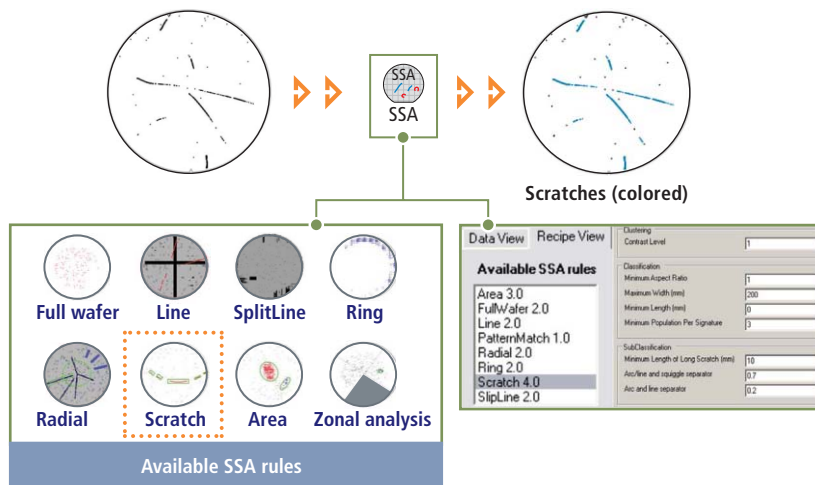 SSA
SSA
Scratches (colored)
Full wafer Line SplitLine Ring
Radial Scratch Area Zonal analysis
Available SSA rules
Data View Recipe View
Available SSA rules
Area 3.0
FullWafer 2.0
Line 2.0
PatternMatch 1.0
Radial 2.0
Ring 2.0
Scratch 4.0
SlipLine 2.0
Clustering
Contrast Level 1
Classification
Minimum Aspect Ratio 1
Maximum Width (mm) 200
Minimum Length (mm) 0
Minimum Population Per Signature 3
SubClassification
Minimum Length of Long Scratch (mm) 10
Arc/line and squiggle separator 0.7
Arc and line separator 0.2